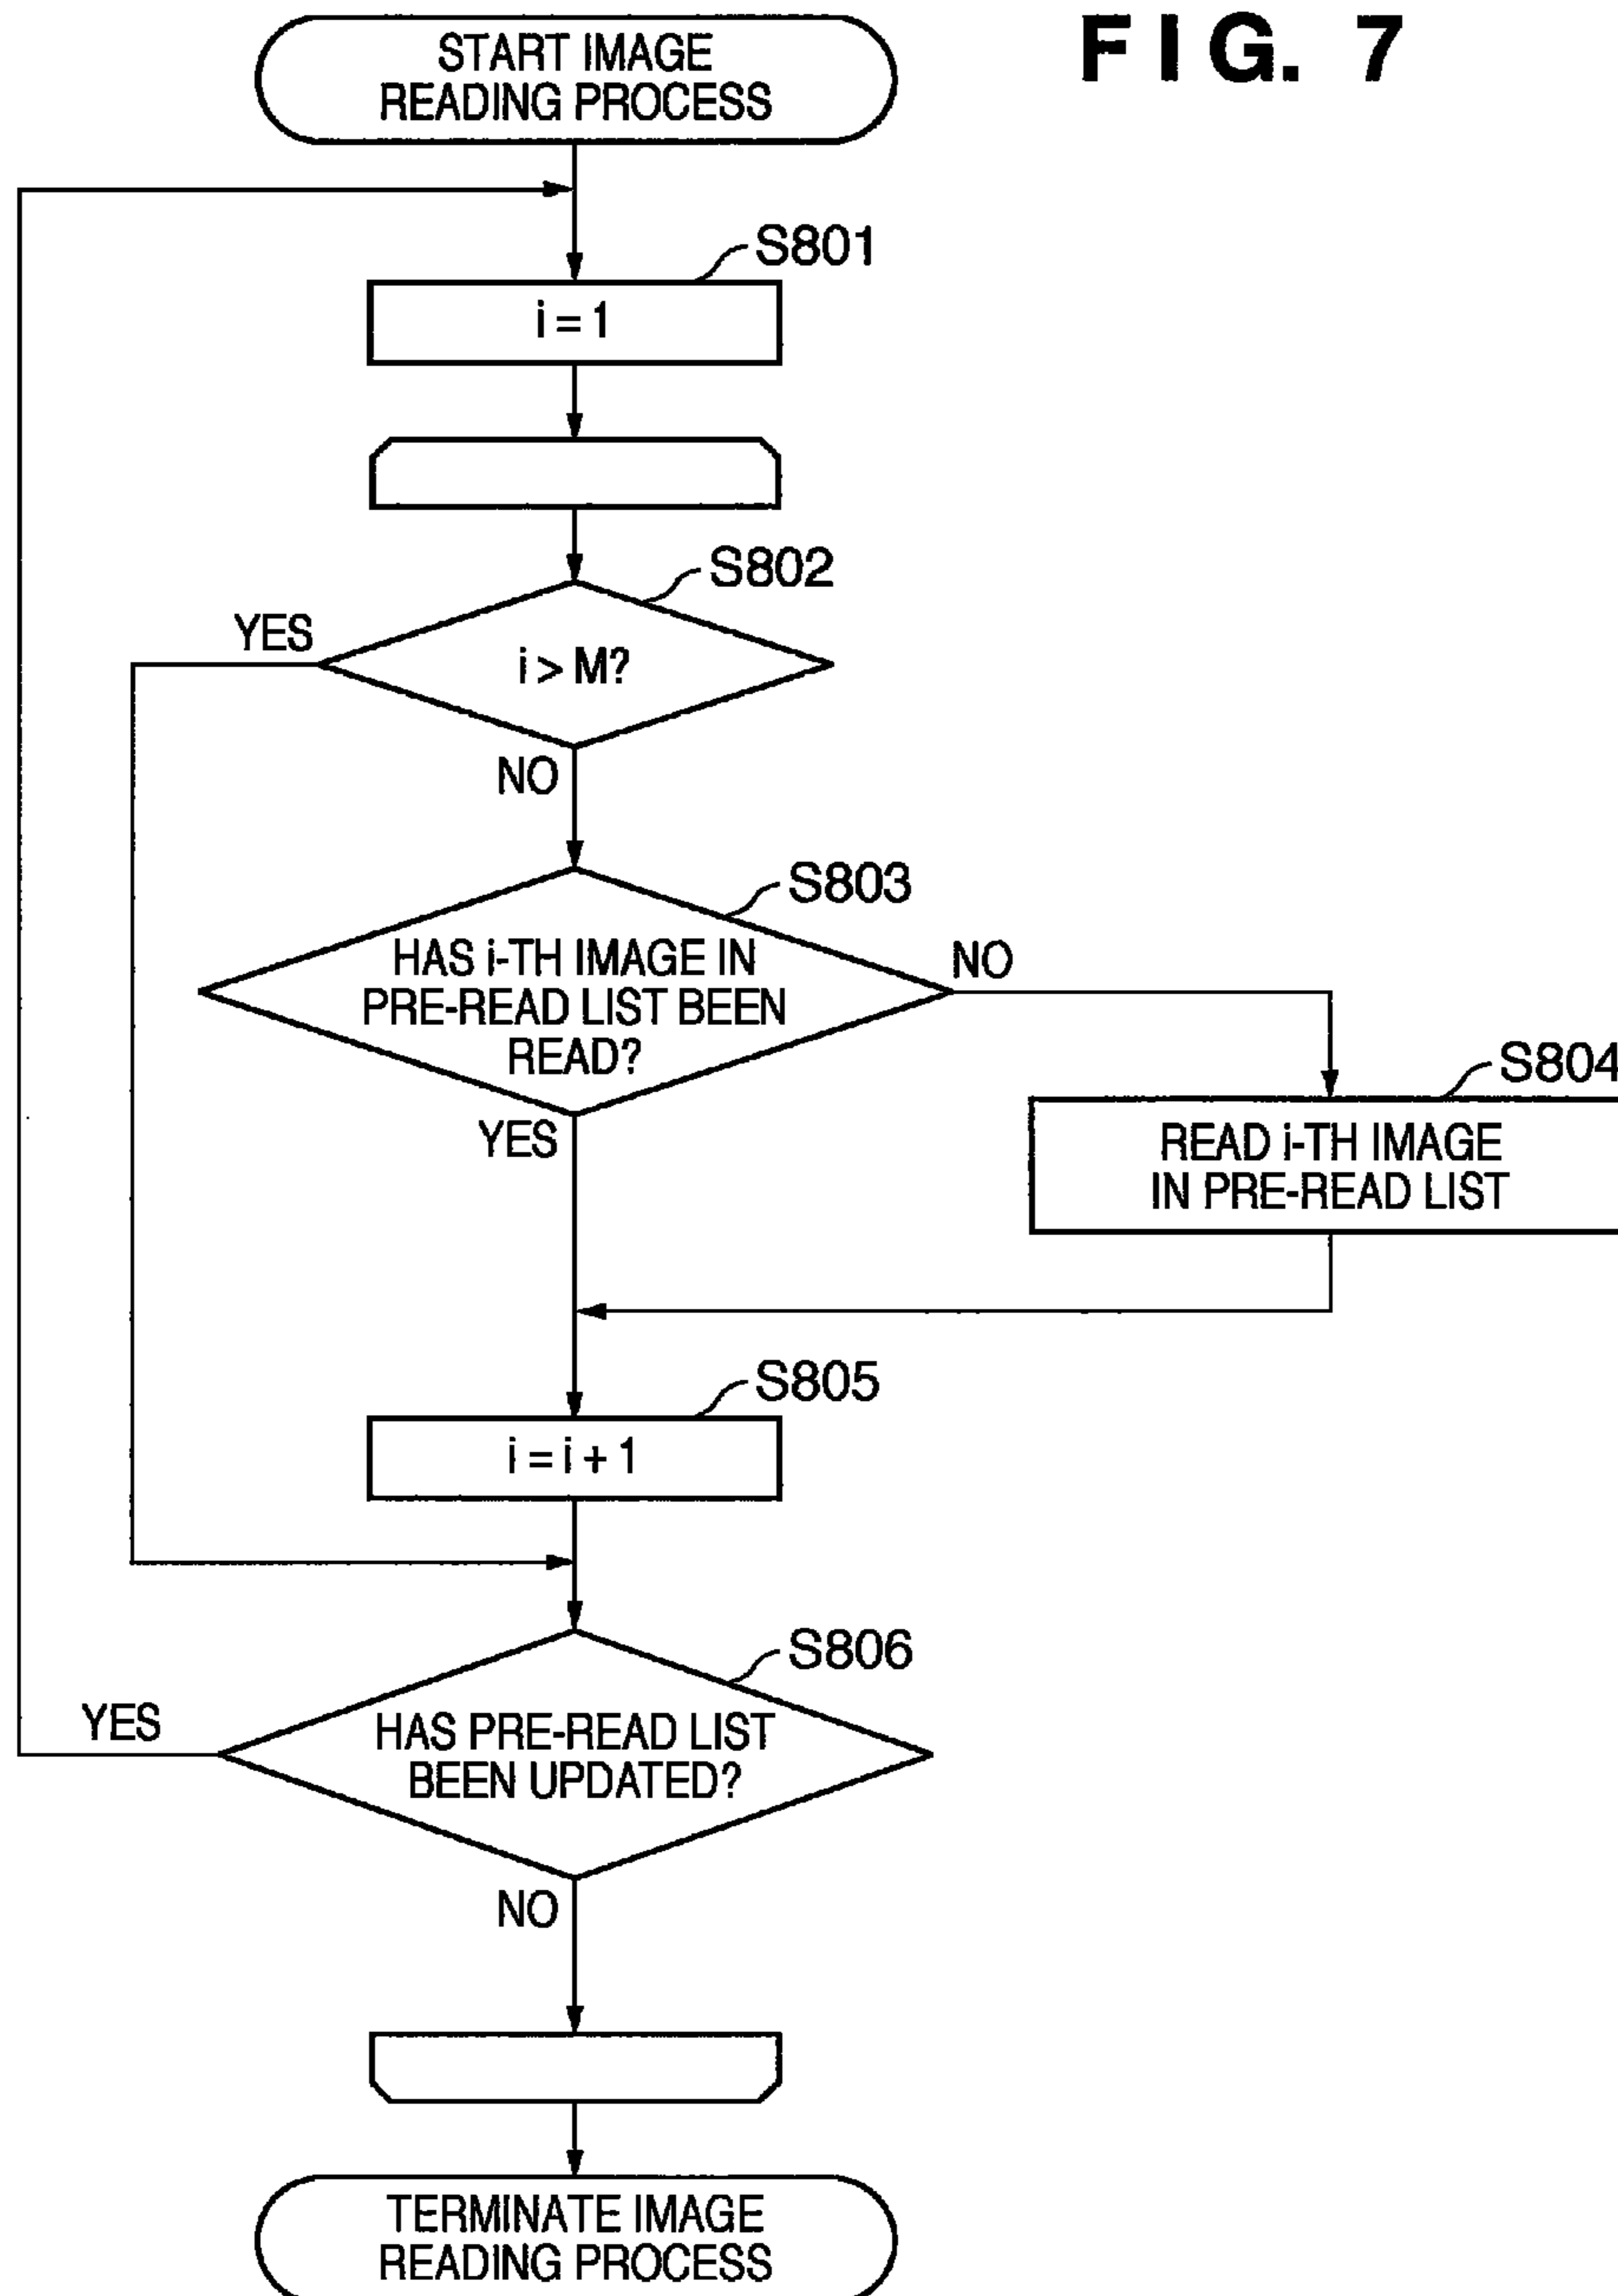 FIG. 7
START IMAGE
READING PROCESS
S801
i = 1
S802
YES
i > M?
NO
S803
HAS i-TH IMAGE IN
PRE-READ LIST BEEN
READ?
NO
YES
S804
READ i-TH IMAGE
IN PRE-READ LIST
S805
i = i + 1
S806
YES
HAS PRE-READ LIST
BEEN UPDATED?
NO
TERMINATE IMAGE
READING PROCESS